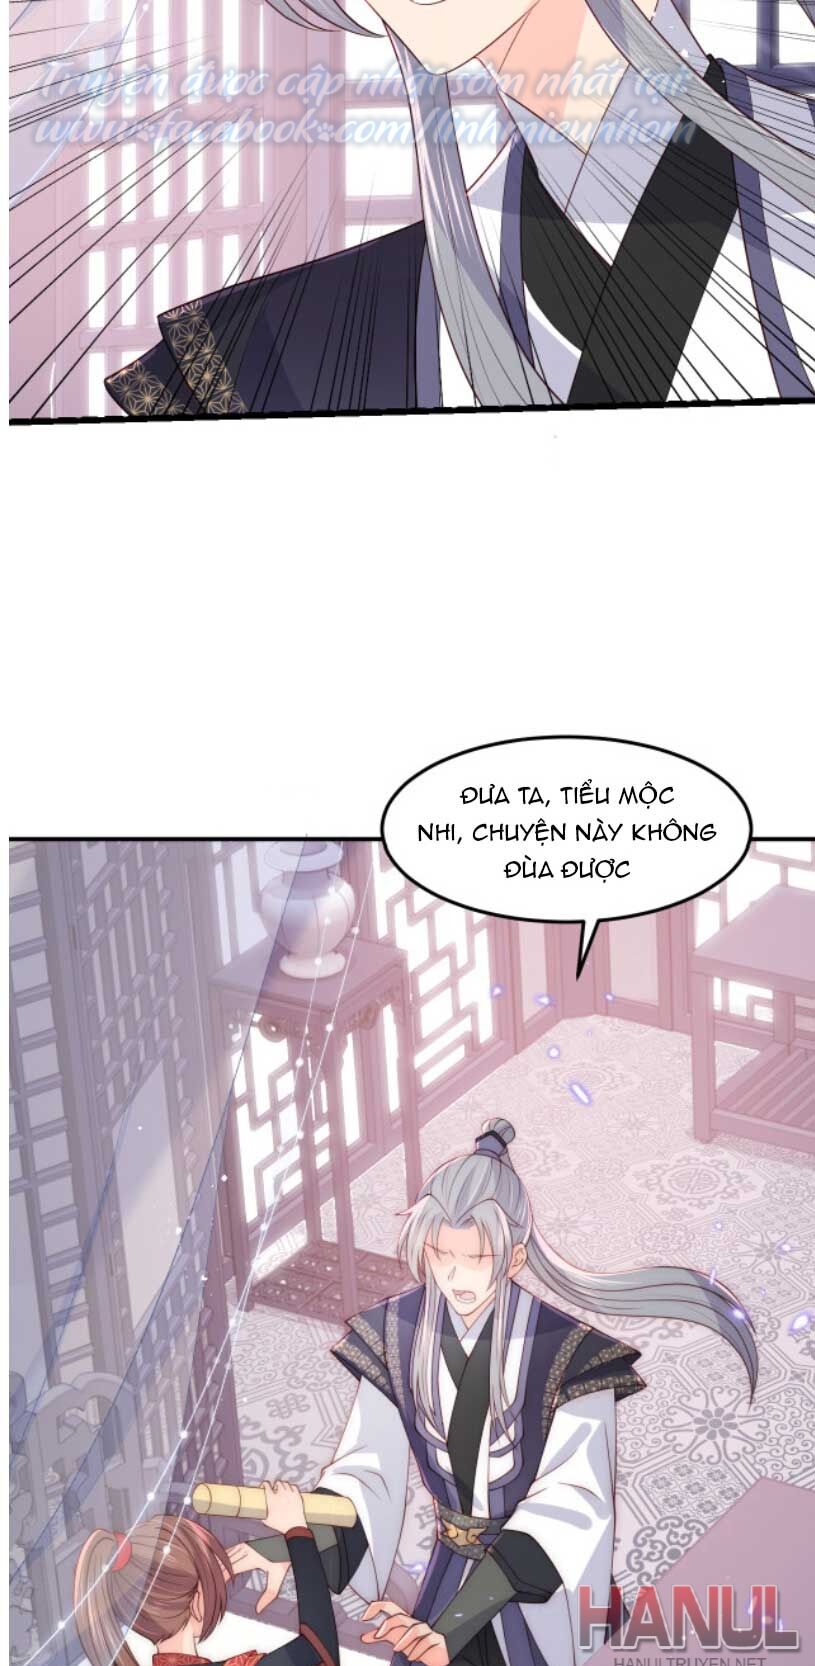 Truyện được cập nhật sớm nhất tại:
www.facebook.com/linhmieunhom
ĐƯA TA, TIỂU MỘC
NHI, CHUYỆN NÀY KHÔNG
ĐÙA ĐƯỢC
HANUL
HANULTRUYEN.NET